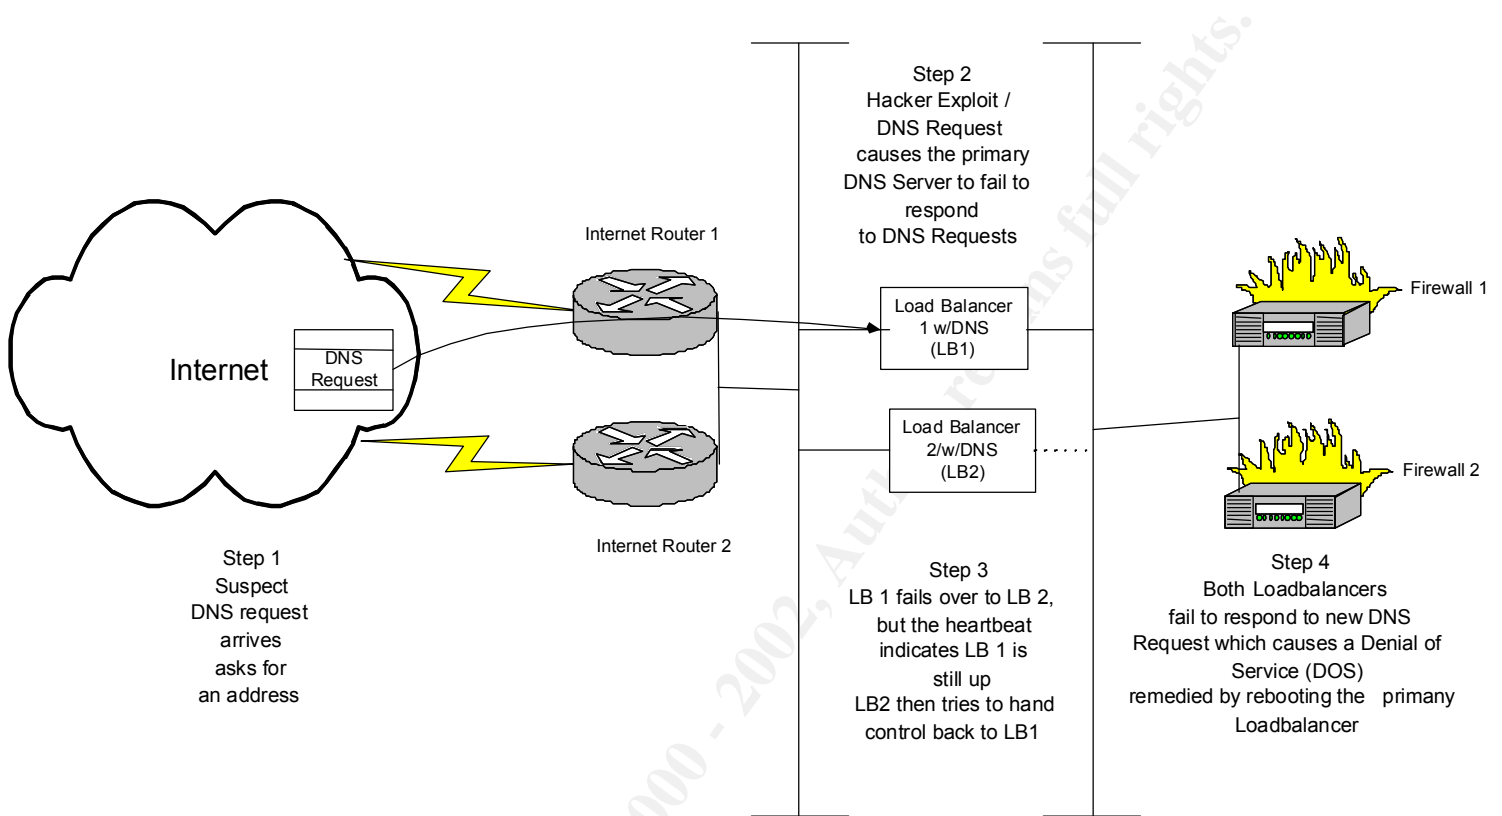 Step 2
Hacker Exploit /
DNS Request
causes the primary
DNS Server to fail to
respond
to DNS Requests
Internet Router 1
Firewall 1
Load Balancer
1 w/DNS
(LB1)
DNS
Request
Internet
Load Balancer
2/w/DNS
(LB2)
Firewall 2
Internet Router 2
Step 1
Suspect
DNS request
arrives
asks for
an address
Step 3
LB 1 fails over to LB 2,
but the heartbeat
indicates LB 1 is
still up
LB2 then tries to hand
control back to LB1
Step 4
Both Loadbalancers
fail to respond to new DNS
Request which causes a Denial of
Service (DOS)
remedied by rebooting the primany
Loadbalancer
000 - 2002, full rights.